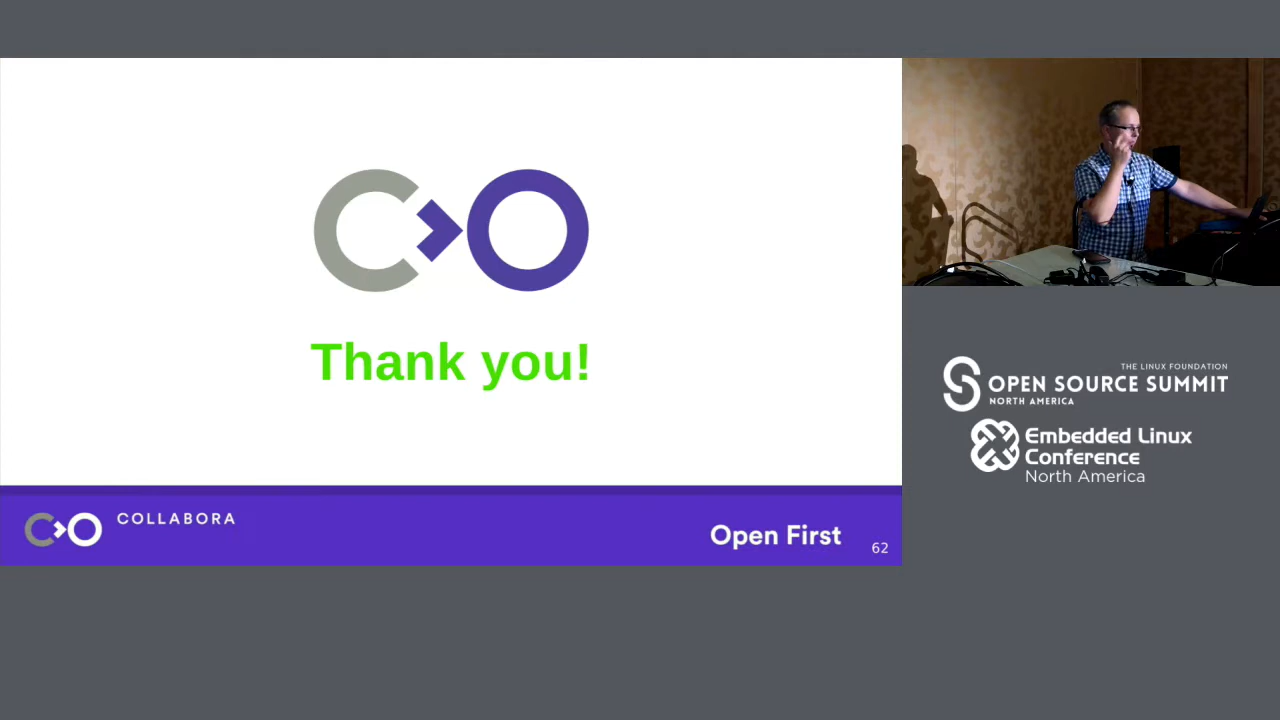 Thank you!
COLLABORA
Open First
62
THE LINUX FOUNDATION
OPEN SOURCE SUMMIT
NORTH AMERICA
Embedded Linux
Conference
North America